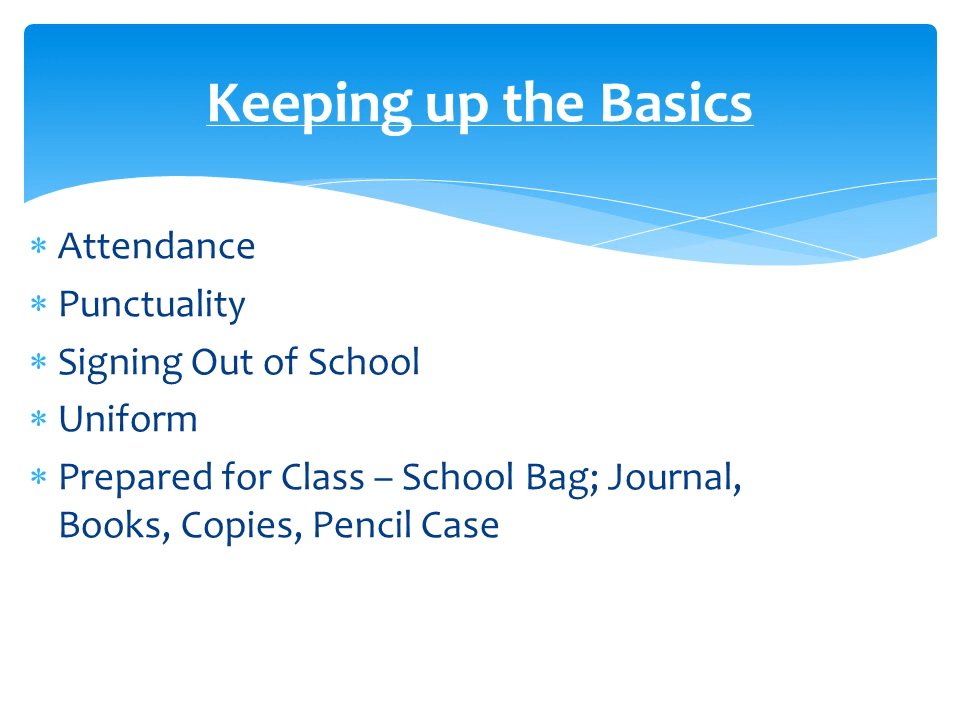 Keeping up the Basics
* Attendance
* Punctuality
* Signing Out of School
* Uniform
* Prepared for Class – School Bag; Journal,
Books, Copies, Pencil Case